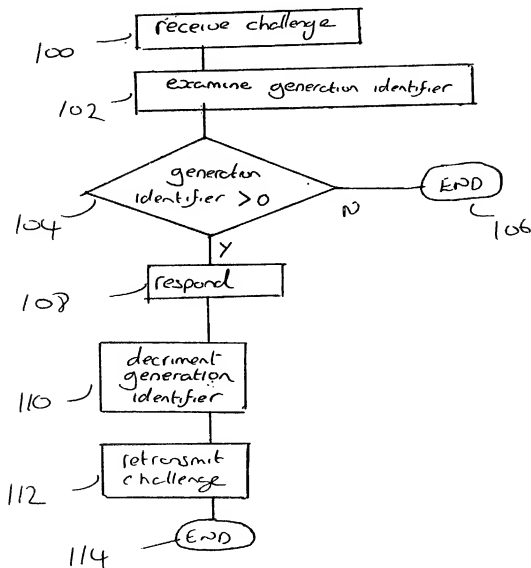 receive challenge
100
examine generation identifier
102
generation
identifier >0
104
N
END
106
Y
respond
108
decriment
generation
identifier
110
retransmit
challenge
112
END
114